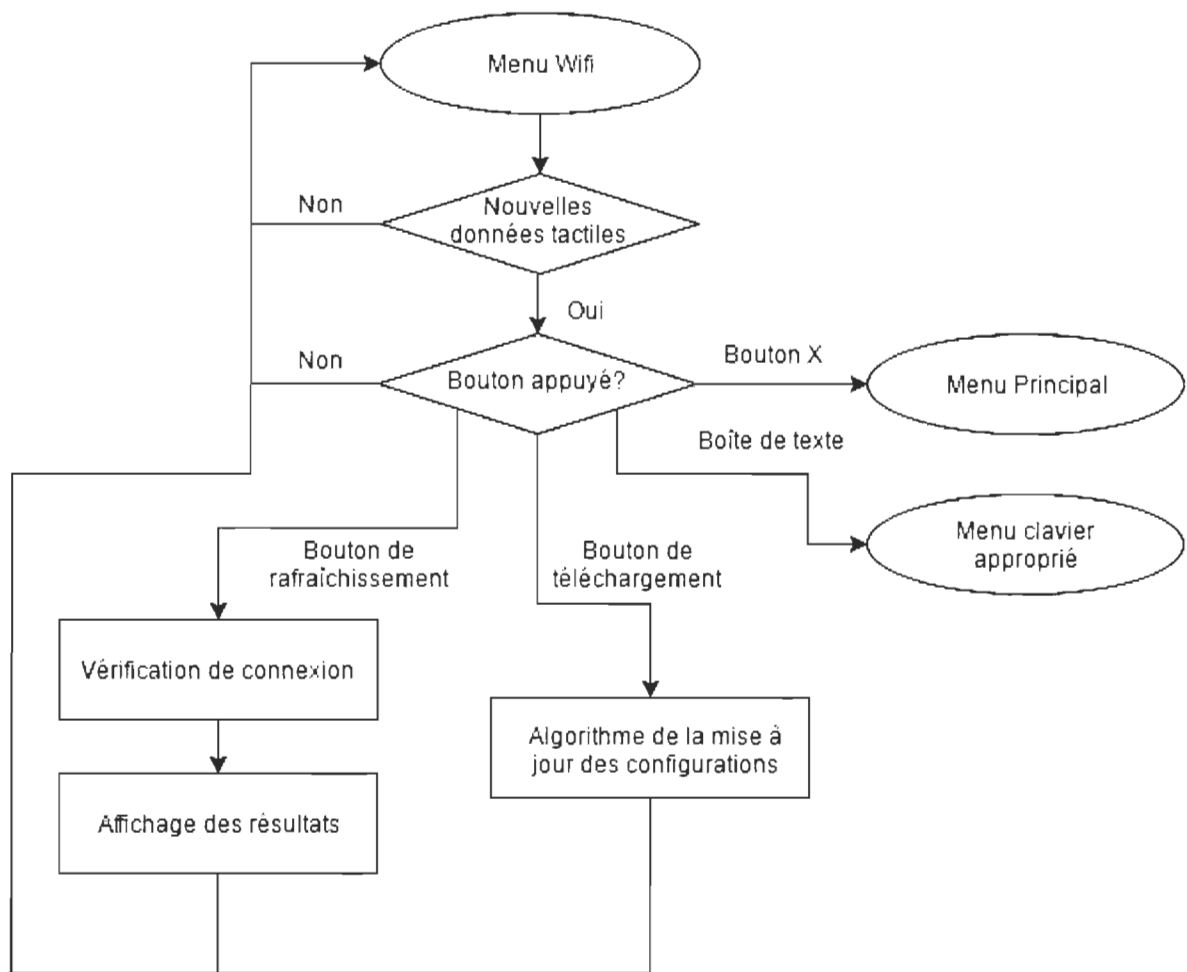 Menu Wifi
Non
Nouvelles
données tactiles
Oui
Non
Bouton appuyé?
Bouton X
Menu Principal
Boîte de texte
Menu clavier
approprié
Bouton de
rafraîchissement
Bouton de
téléchargement
Vérification de connexion
Algorithme de la mise à
jour des configurations
Affichage des résultats